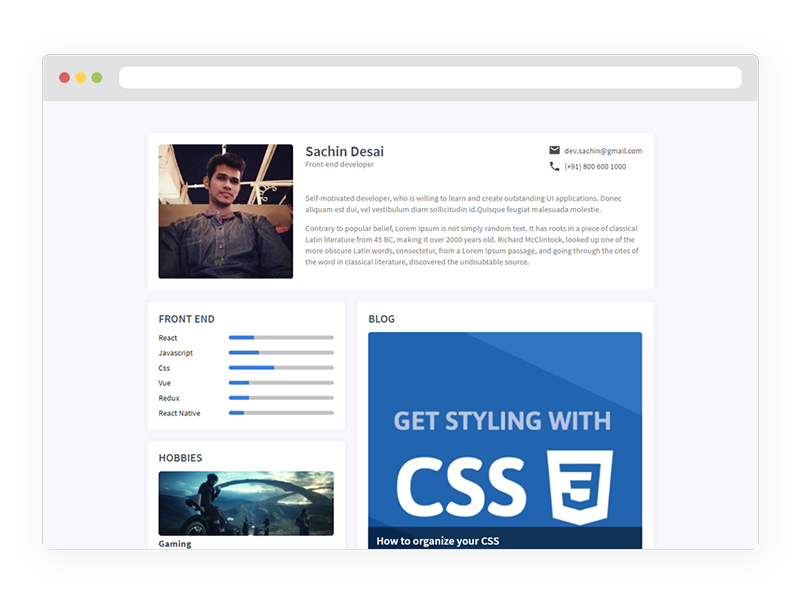 Sachin Desai
Front-end developer
dev.sachin@gmail.com
(+91) 800 600 1000
Self-motivated developer, who is willing to learn and create outstanding UI applications. Donec
aliquam est dui, vel vestibulum diam sollicitudin id.Quisque feugiat malesuada molestie.
Contrary to popular belief, Lorem Ipsum is not simply random text. It has roots in a piece of classical
Latin literature from 45 BC, making it over 2000 years old. Richard McClintock, looked up one of the
more obscure Latin words, consectetur, from a Lorem Ipsum passage, and going through the cites of
the word in classical literature, discovered the undoubtable source.
FRONT END
React
Javascript
Css
Vue
Redux
React Native
HOBBIES
Gaming
BLOG
GET STYLING WITH
CSS
How to organize your CSS